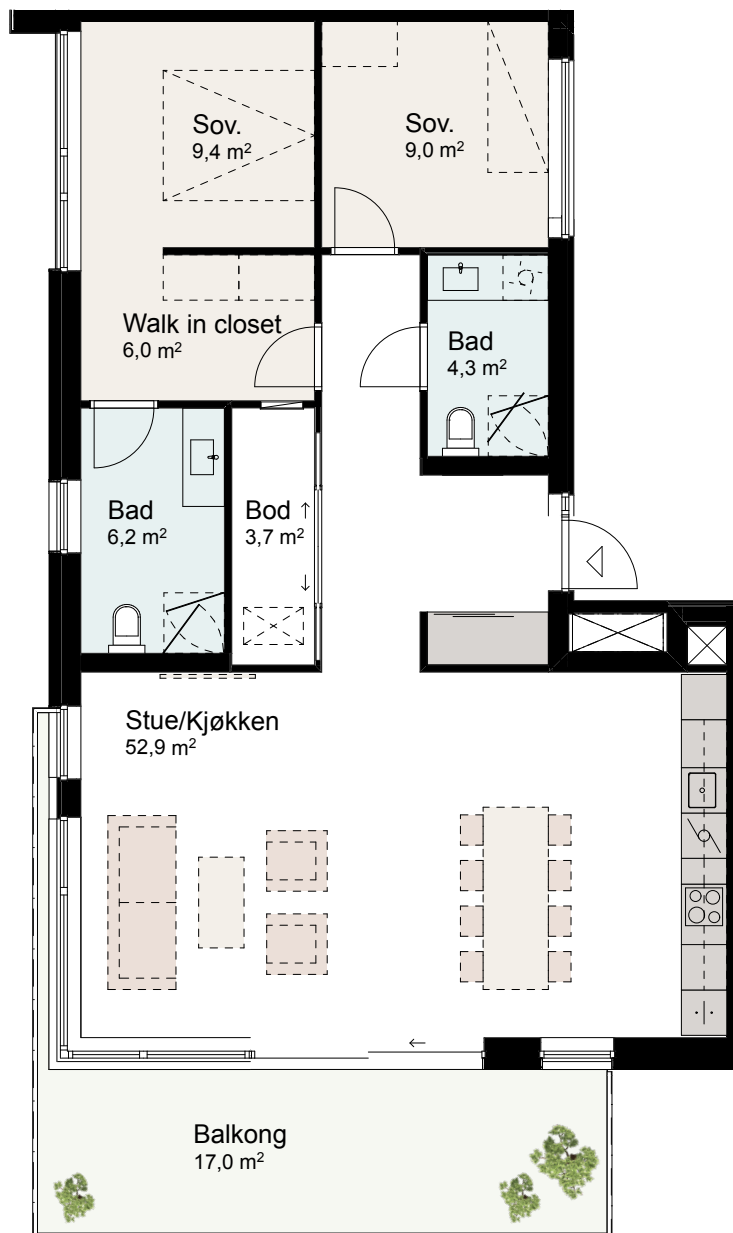 Sov.
9,4 m²
Sov.
9,0 m²
Walk in closet
6,0 m²
Bad
4,3 m²
Bad
6,2 m²
Bod
3,7 m²
Stue/Kjøkken
52,9 m²
Balkong
17,0 m²